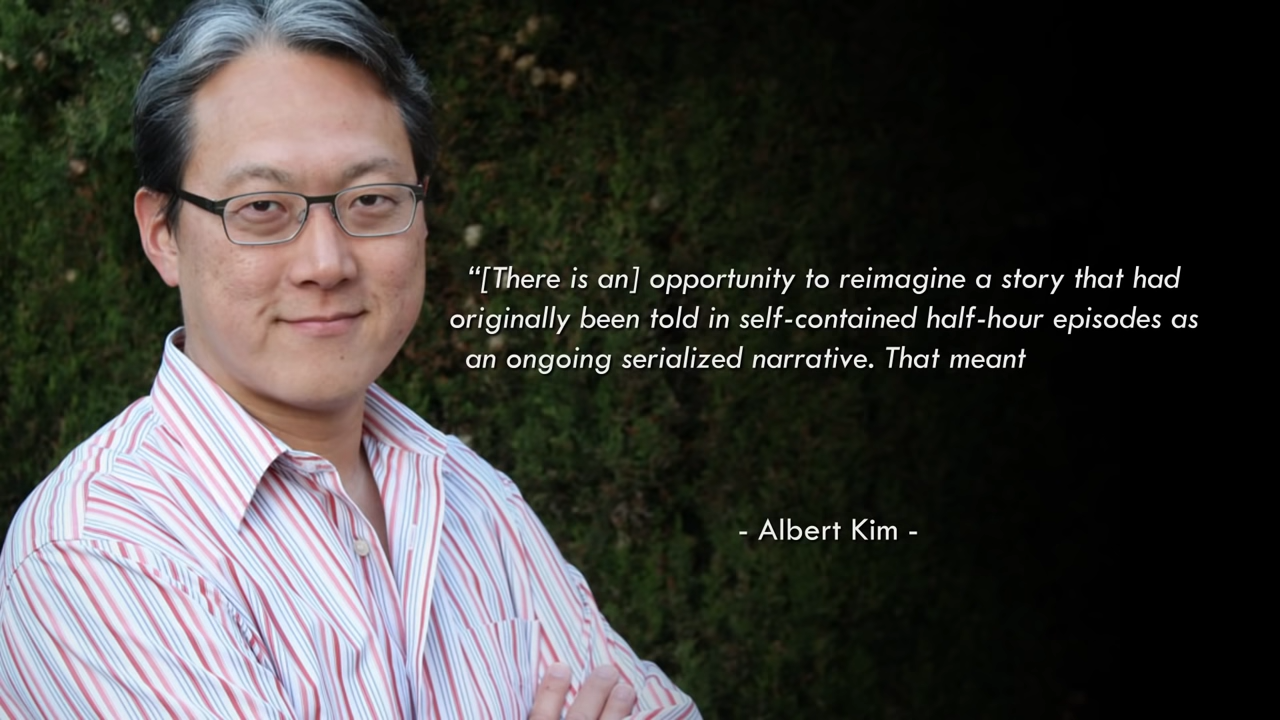 “[There is an] opportunity to reimagine a story that had
originally been told in self-contained half-hour episodes as
an ongoing serialized narrative. That meant
- Albert Kim -